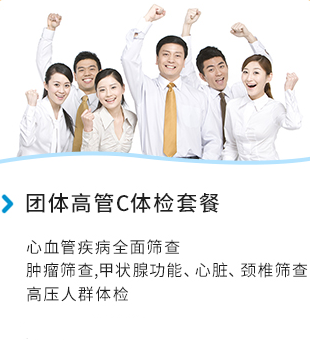 团体高管C体检套餐
心血管疾病全面筛查
肿瘤筛查,甲状腺功能、心脏、颈椎筛查
高压人群体检